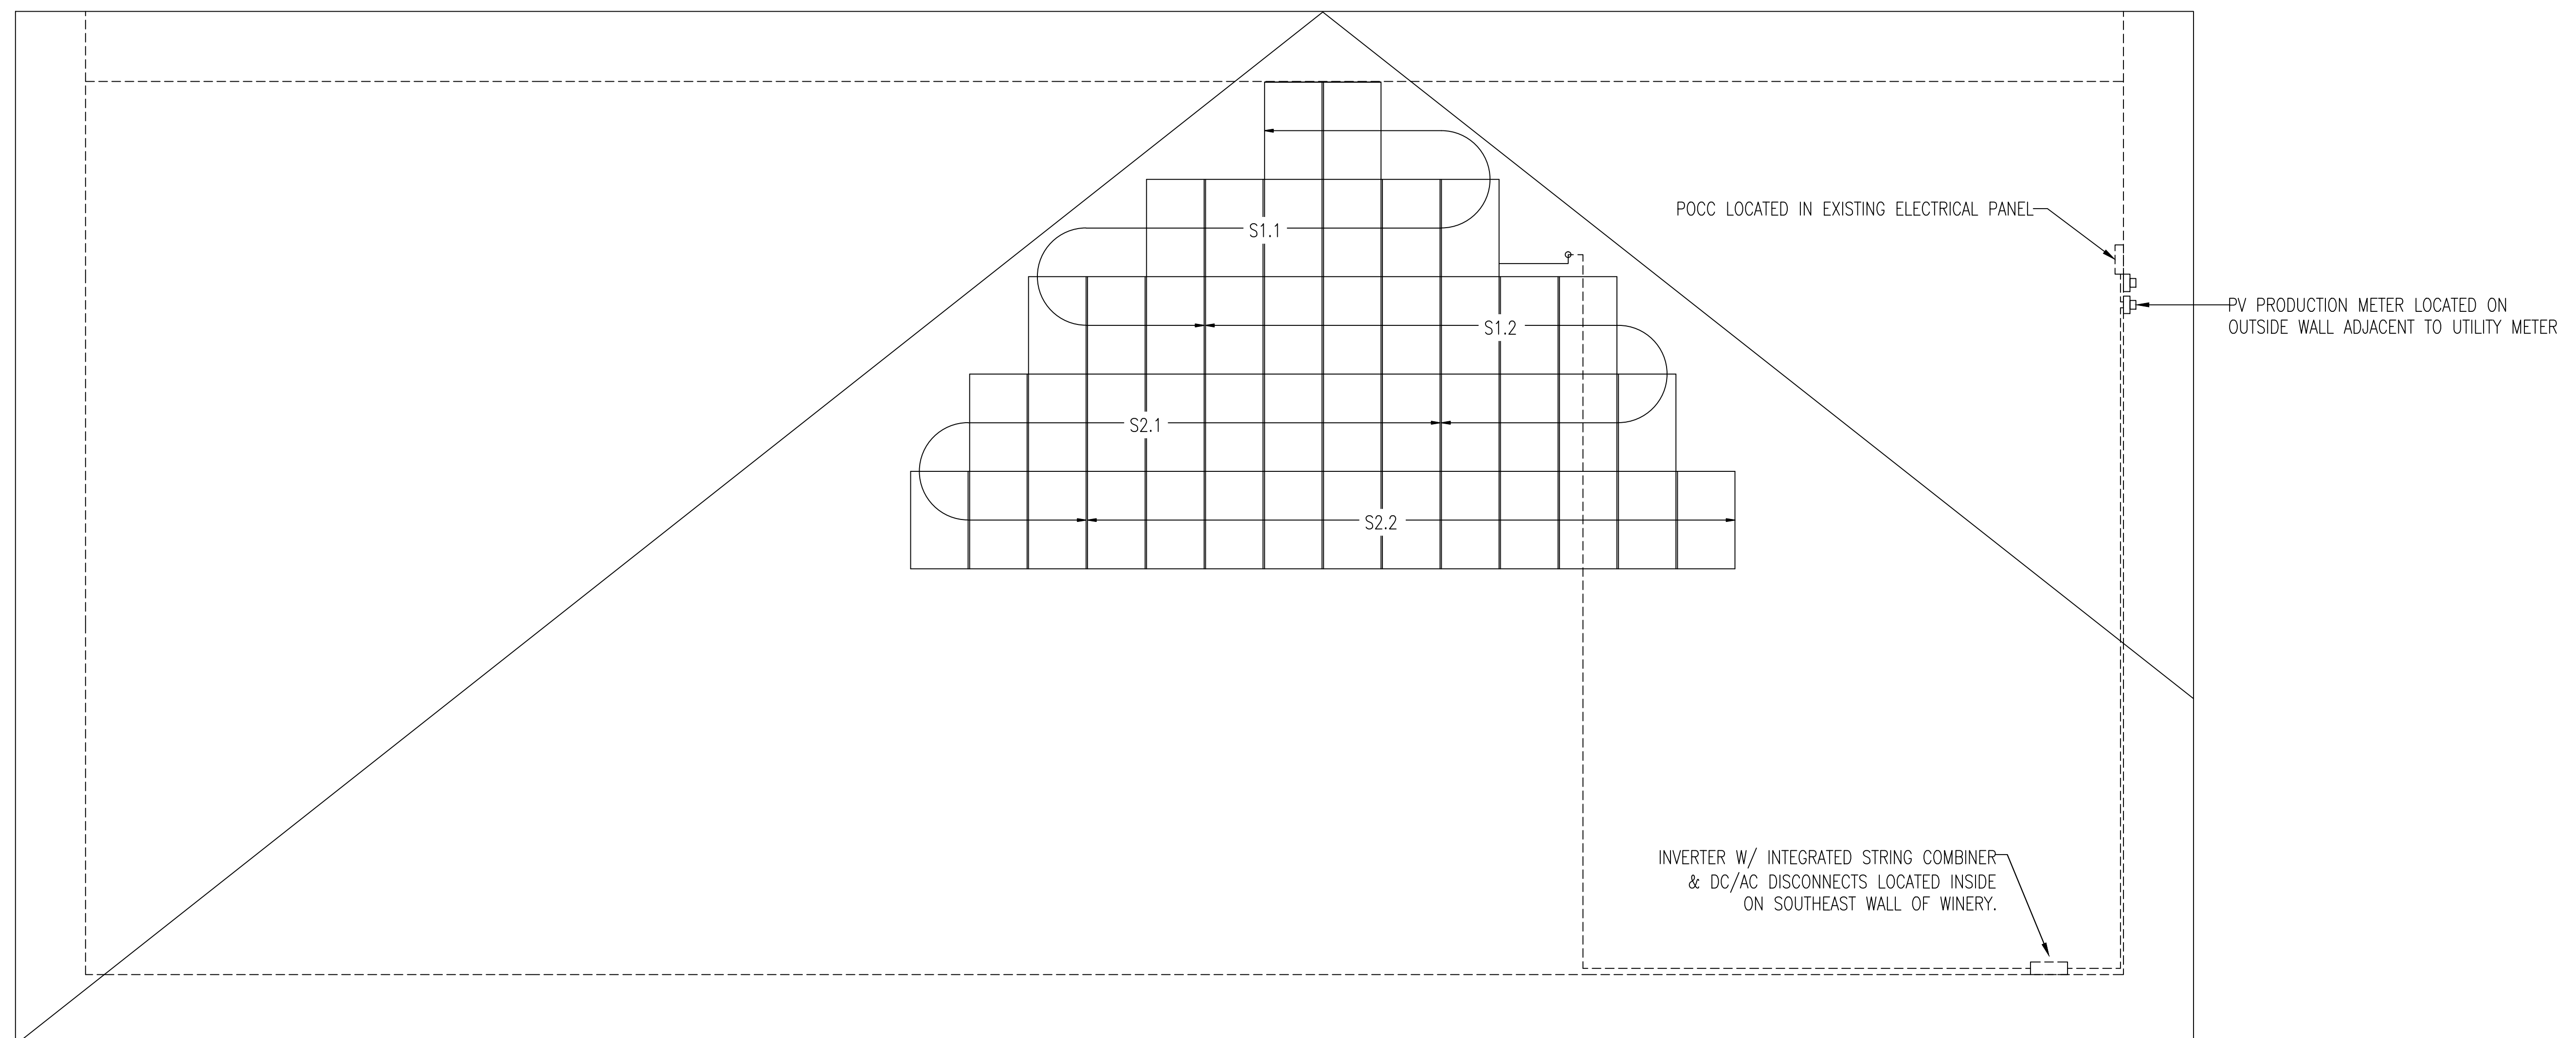 POCC LOCATED IN EXISTING ELECTRICAL PANEL
S1.1
PV PRODUCTION METER LOCATED ON
OUTSIDE WALL ADJACENT TO UTILITY METER
S1.2
S2.1
S2.2
INVERTER W/ INTEGRATED STRING COMBINER
& DC/AC DISCONNECTS LOCATED INSIDE
ON SOUTHEAST WALL OF WINERY.